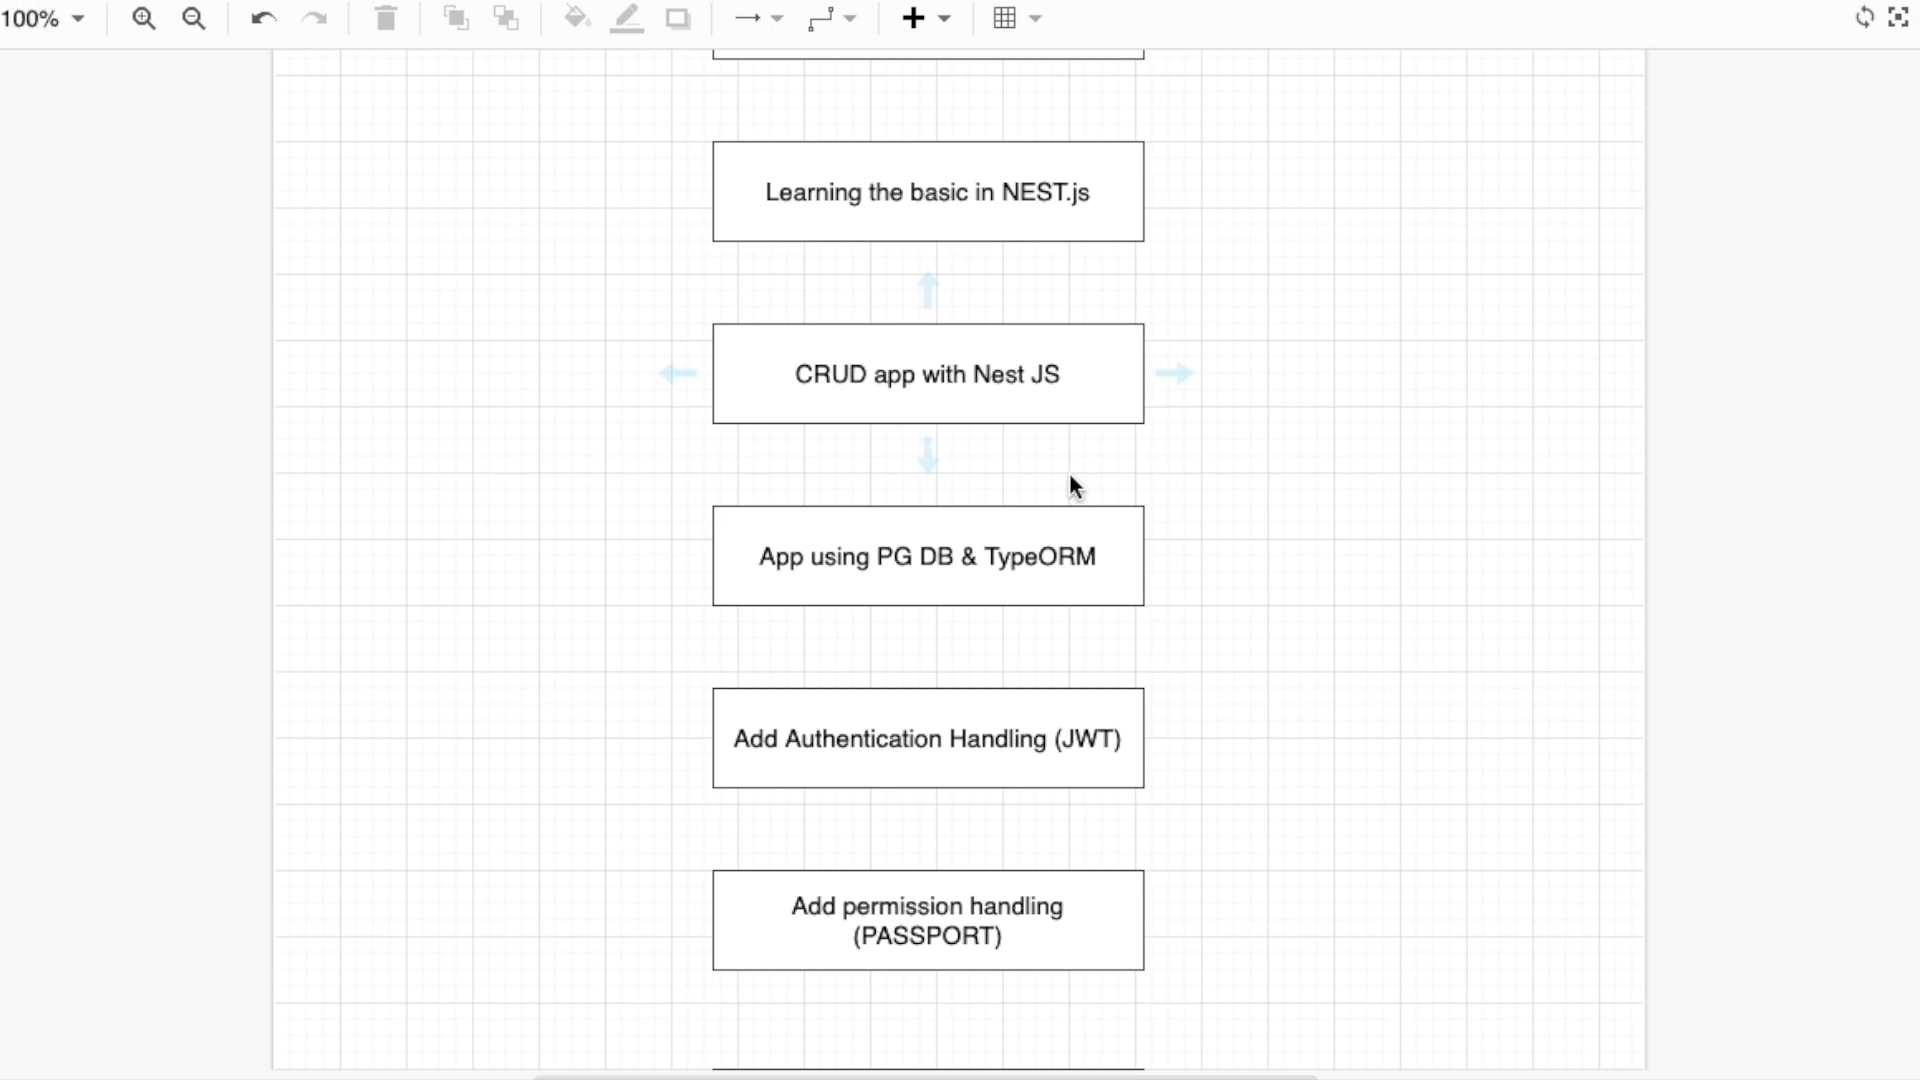 100%
Learning the basic in NEST.js
CRUD app with Nest JS
App using PG DB & TypeORM
Add Authentication Handling (JWT)
Add permission handling
(PASSPORT)